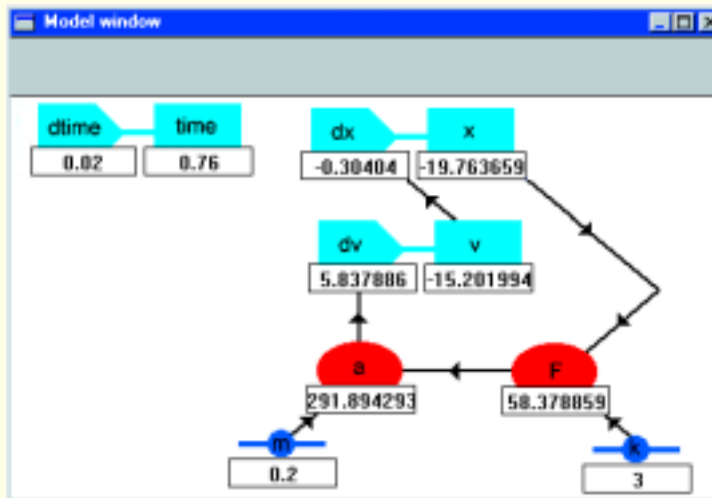 Model window
dtime time
0.02 0.76
dx x
-0.30404 -19.763659
dv v
5.837886 -15.201994
a F
291.894293 58.378859
m k
0.2 3